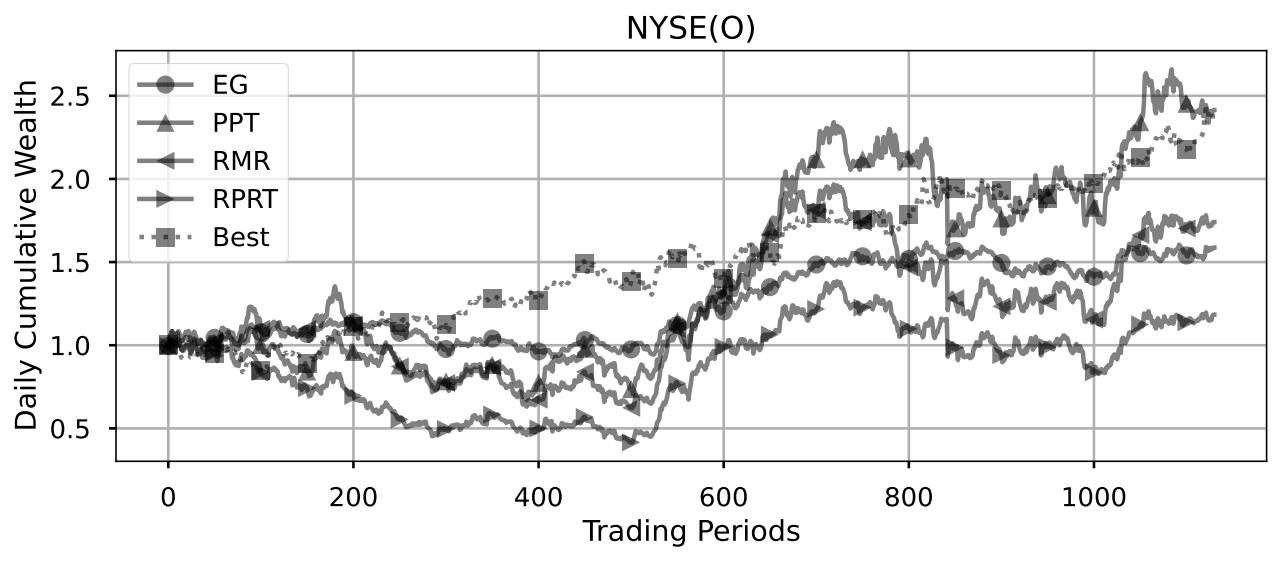 NYSE(O)
Daily Cumulative Wealth
2.5
2.0
1.5
1.0
0.5
EG
PPT
RMR
RPRT
Best
0 200 400 600 800 1000
Trading Periods